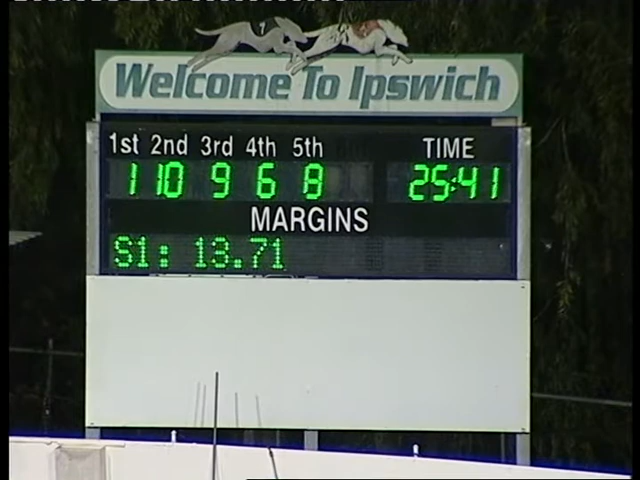 Welcome To Ipswich
1st 2nd 3rd 4th 5th TIME
1 10 9 6 8 25:41
MARGINS
S1: 13.71